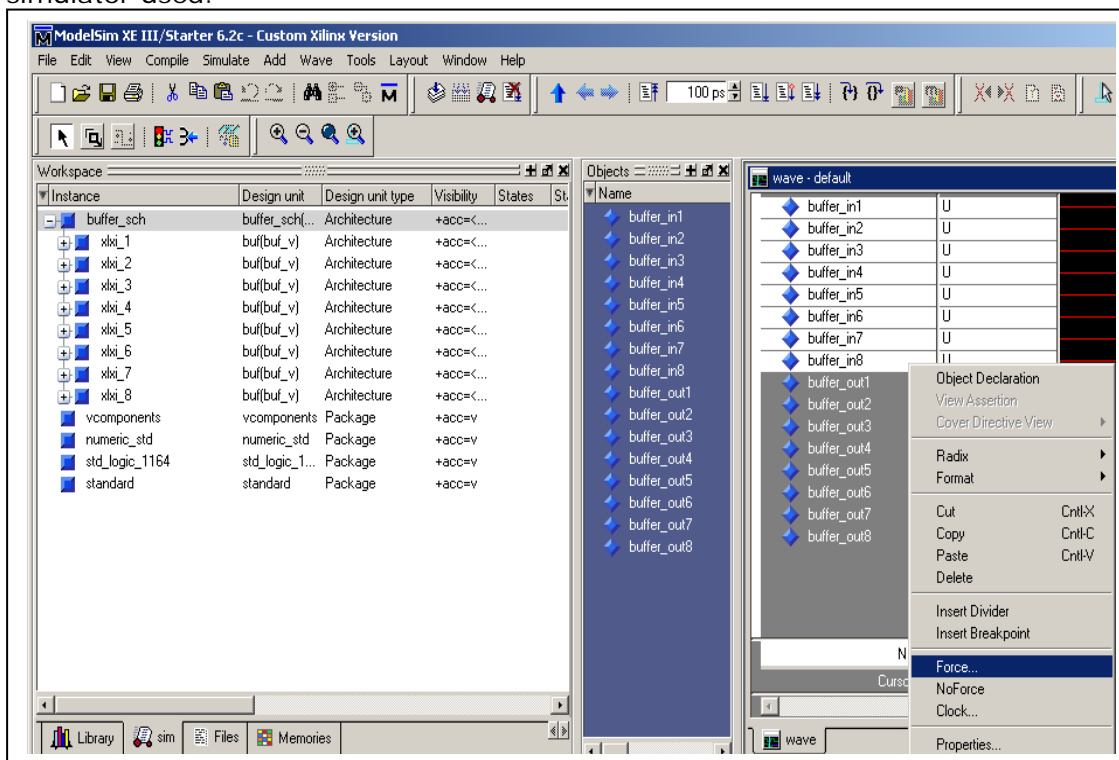 simulator used.
ModelSim XE III/Starter 6.2c - Custom Xilinx Version
File Edit View Compile Simulate Add Wave Tools Layout Window Help
100 ps
Workspace
Instance Design unit Design unit type Visibility States St
buffer_sch buffer_sch(... Architecture +acc=<...
xlxi_1 buf(buf_v) Architecture +acc=<...
xlxi_2 buf(buf_v) Architecture +acc=<...
xlxi_3 buf(buf_v) Architecture +acc=<...
xlxi_4 buf(buf_v) Architecture +acc=<...
xlxi_5 buf(buf_v) Architecture +acc=<...
xlxi_6 buf(buf_v) Architecture +acc=<...
xlxi_7 buf(buf_v) Architecture +acc=<...
xlxi_8 buf(buf_v) Architecture +acc=<...
vcomponents vcomponents Package +acc=v
numeric_std numeric_std Package +acc=v
std_logic_1164 std_logic_1... Package +acc=v
standard standard Package +acc=v
Library sim Files Memories
Objects
Name
buffer_in1
buffer_in2
buffer_in3
buffer_in4
buffer_in5
buffer_in6
buffer_in7
buffer_in8
buffer_out1
buffer_out2
buffer_out3
buffer_out4
buffer_out5
buffer_out6
buffer_out7
buffer_out8
wave - default
buffer_in1 U
buffer_in2 U
buffer_in3 U
buffer_in4 U
buffer_in5 U
buffer_in6 U
buffer_in7 U
buffer_in8 U
buffer_out1
buffer_out2
buffer_out3
buffer_out4
buffer_out5
buffer_out6
buffer_out7
buffer_out8
N
Curso
wave
Object Declaration
View Assertion
Cover Directive View
Radix
Format
Cut Cntl-X
Copy Cntl-C
Paste Cntl-V
Delete
Insert Divider
Insert Breakpoint
Force...
NoForce
Clock...
Properties...